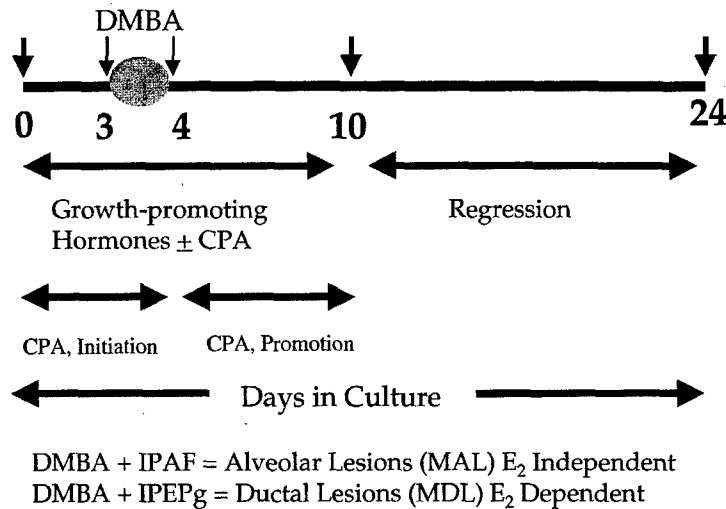 DMBA
0 3 4 10 24
Growth-promoting Regression
Hormones ± CPA
CPA, Initiation CPA, Promotion
Days in Culture
DMBA + IPAF = Alveolar Lesions (MAL) E₂ Independent
DMBA + IPEPg = Ductal Lesions (MDL) E₂ Dependent